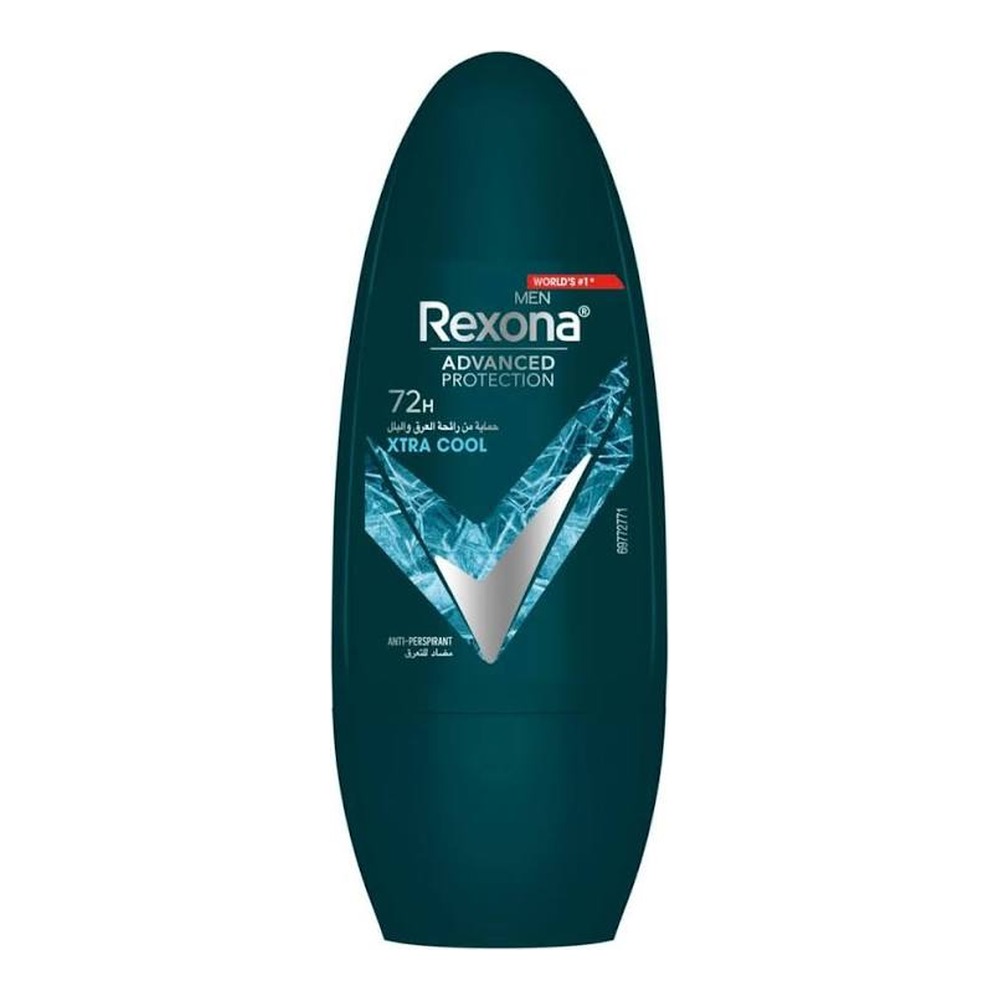 WORLD'S #1*
MEN
Rexona®
ADVANCED
PROTECTION
72H
حماية من رائحة العرق والبلل
XTRA COOL
69772771
ANTI-PERSPIRANT
مضاد للتعرق